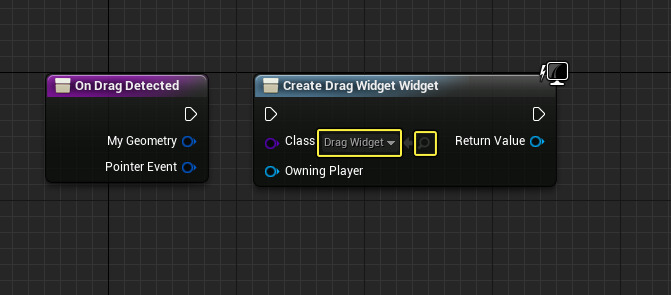 On Drag Detected
My Geometry
Pointer Event
Create Drag Widget Widget
Class Drag Widget Return Value
Owning Player